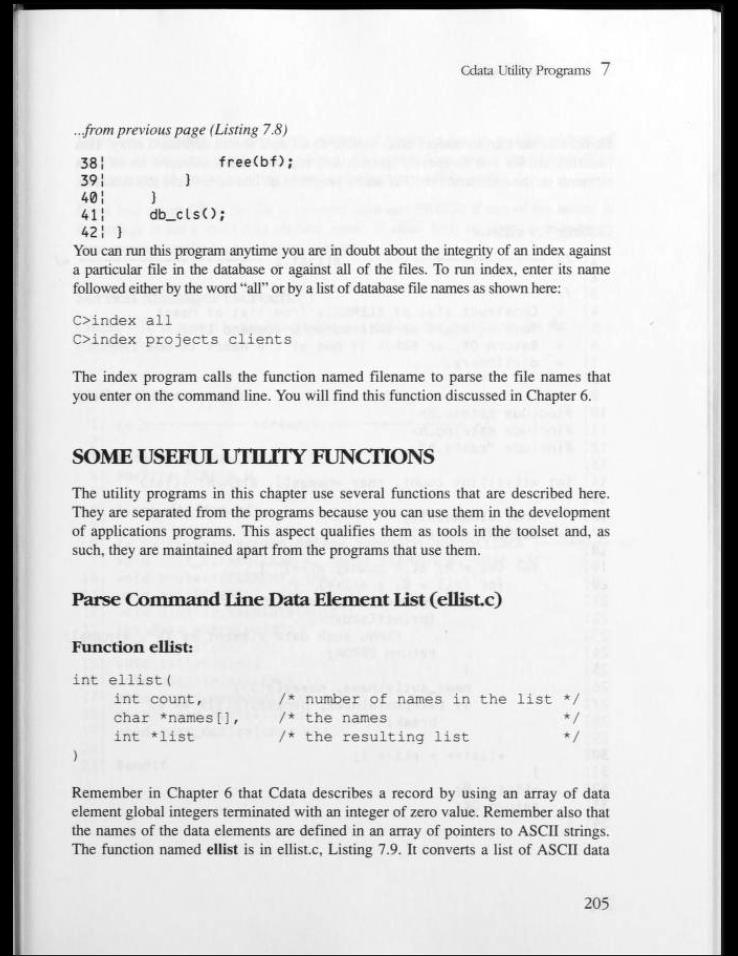 Cdata Utility Programs 7
...from previous page (Listing 7.8)
38¦ free(bf);
39¦ }
40¦ }
41¦ db_cls();
42¦ }
You can run this program anytime you are in doubt about the integrity of an index against
a particular file in the database or against all of the files. To run index, enter its name
followed either by the word “all” or by a list of database file names as shown here:
C>index all
C>index projects clients
The index program calls the function named filename to parse the file names that
you enter on the command line. You will find this function discussed in Chapter 6.
SOME USEFUL UTILITY FUNCTIONS
The utility programs in this chapter use several functions that are described here.
They are separated from the programs because you can use them in the development
of applications programs. This aspect qualifies them as tools in the toolset and, as
such, they are maintained apart from the programs that use them.
Parse Command Line Data Element List (ellist.c)
Function ellist:
int ellist(
int count, /* number of names in the list */
char *names[], /* the names */
int *list /* the resulting list */
)
Remember in Chapter 6 that Cdata describes a record by using an array of data
element global integers terminated with an integer of zero value. Remember also that
the names of the data elements are defined in an array of pointers to ASCII strings.
The function named ellist is in ellist.c, Listing 7.9. It converts a list of ASCII data
205